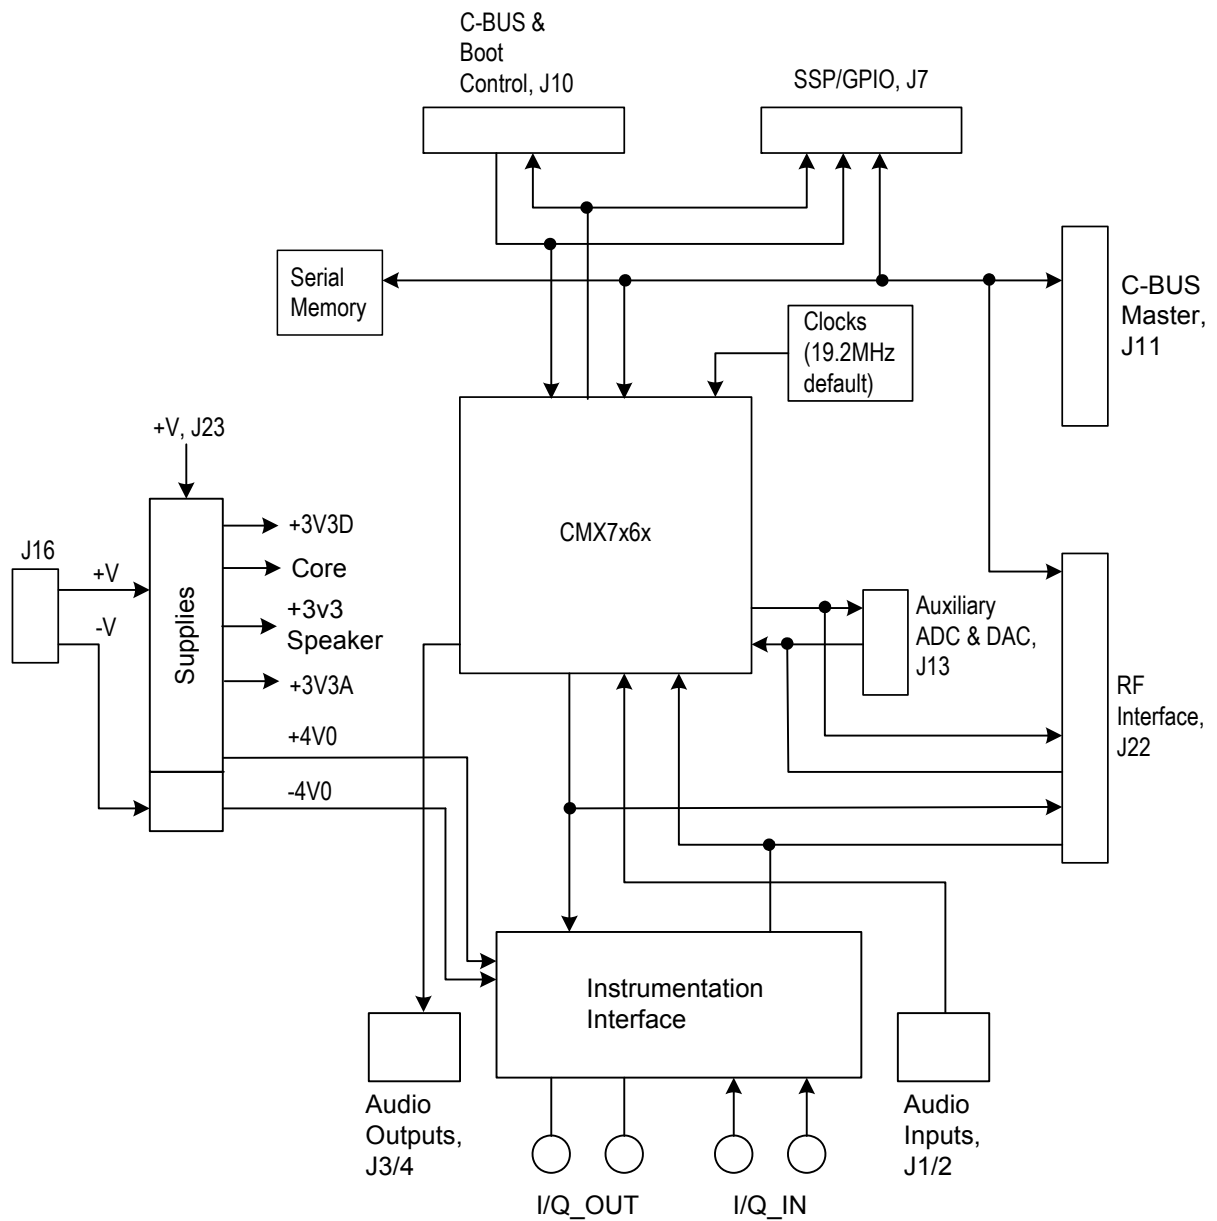 C-BUS &
Boot
Control, J10
SSP/GPIO, J7
Serial
Memory
C-BUS
Master,
J11
Clocks
(19.2MHz
default)
+V, J23
CMX7x6x
J16
+V
-V
Supplies
+3V3D
Core
+3v3
Speaker
+3V3A
+4V0
-4V0
Auxiliary
ADC & DAC,
J13
RF
Interface,
J22
Instrumentation
Interface
Audio
Outputs,
J3/4
Audio
Inputs,
J1/2
I/Q_OUT
I/Q_IN